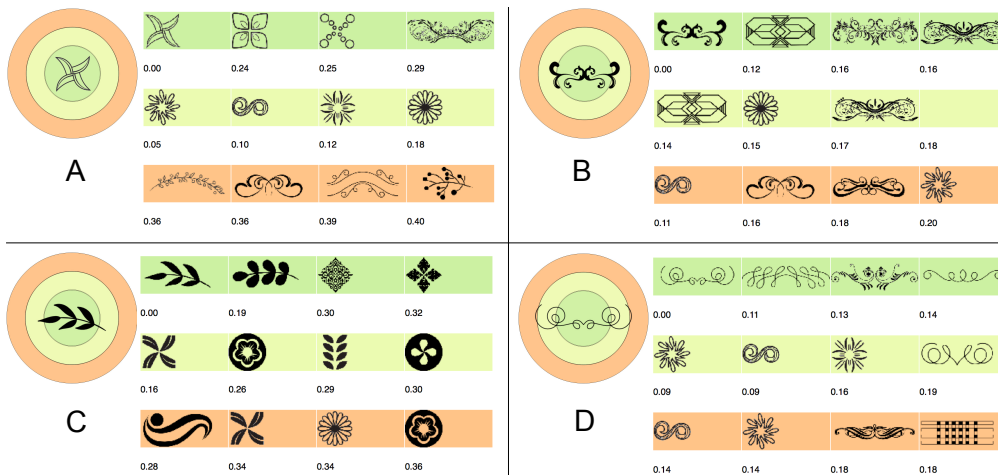 0.00 0.24 0.25 0.29
0.05 0.10 0.12 0.18
A
0.36 0.36 0.39 0.40
0.00 0.12 0.16 0.16
0.14 0.15 0.17 0.18
B
0.11 0.16 0.18 0.20
0.00 0.19 0.30 0.32
0.16 0.26 0.29 0.30
C
0.28 0.34 0.34 0.36
0.00 0.11 0.13 0.14
0.09 0.09 0.16 0.19
D
0.14 0.14 0.18 0.18